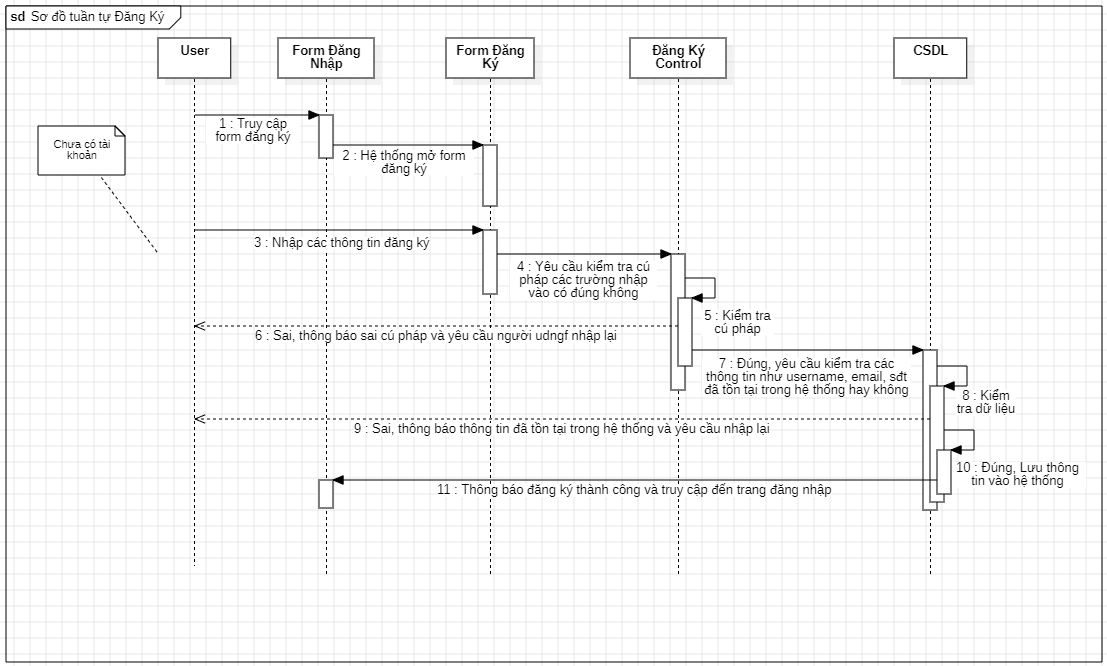 sd Sơ đồ tuần tự Đăng Ký
User
Form Đăng
Nhập
Form Đăng
Ký
Đăng Ký
Control
CSDL
Chưa có tài
khoản
1 : Truy cập
form đăng ký
2 : Hệ thống mở form
đăng ký
3 : Nhập các thông tin đăng ký
4 : Yêu cầu kiểm tra cú
pháp các trường nhập
vào có đúng không
5 : Kiểm tra
cú pháp
6 : Sai, thông báo sai cú pháp và yêu cầu người udngf nhập lại
7 : Đúng, yêu cầu kiểm tra các
thông tin như username, email, sđt
đã tồn tại trong hệ thống hay không
8 : Kiểm
tra dữ liệu
9 : Sai, thông báo thông tin đã tồn tại trong hệ thống và yêu cầu nhập lại
10 : Đúng, Lưu thông
tin vào hệ thống
11 : Thông báo đăng ký thành công và truy cập đến trang đăng nhập